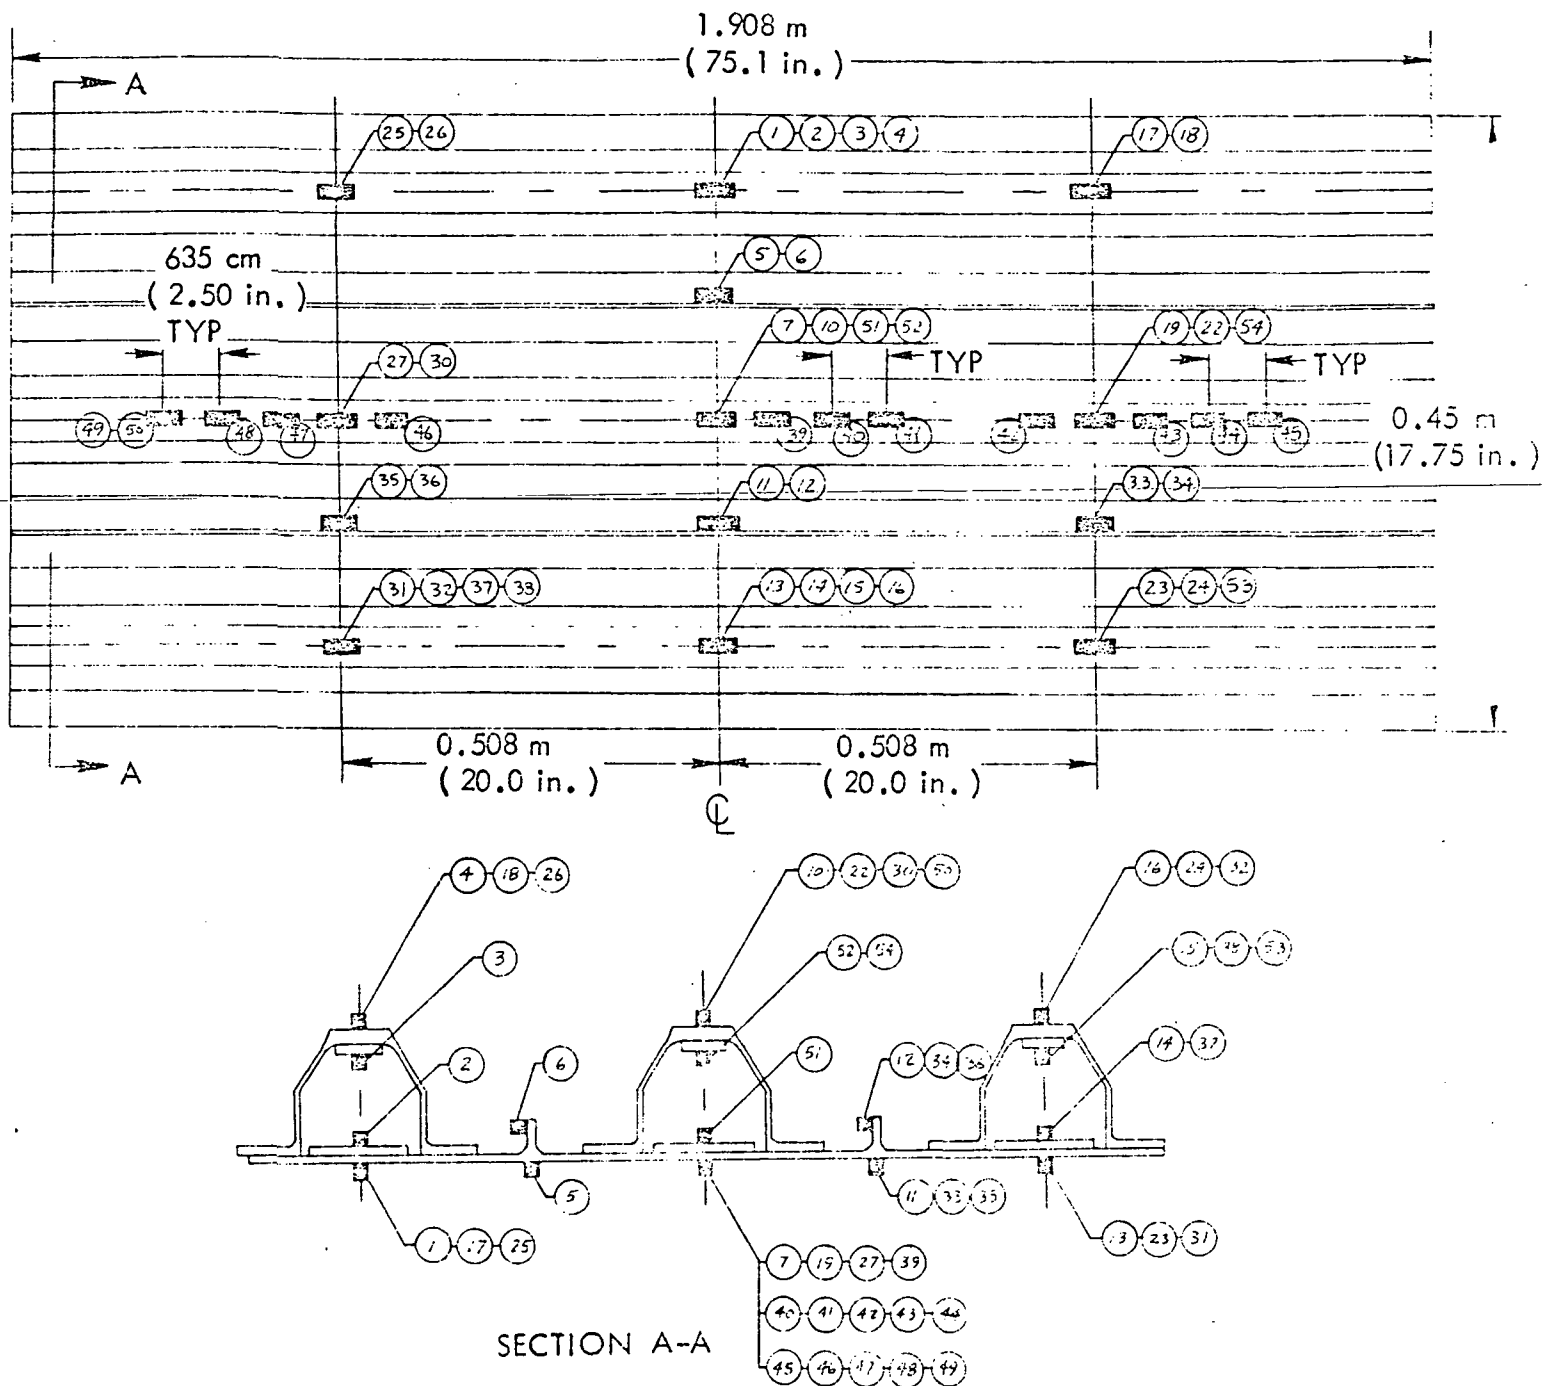 1.908 m
(75.1 in.)
A
25 26
1 2 3 4
17 18
5 6
635 cm
(2.50 in.)
TYP
7 10 51 52
19 22 54
TYP
TYP
27 30
49 50 48 47 46 39 40 41 42 43 44 45
0.45 m
(17.75 in.)
35 36
11 12
33 34
31 32 37 38
13 14 15 16
23 24 53
A
0.508 m
(20.0 in.)
0.508 m
(20.0 in.)
℄
4 18 26
10 22 30 50
16 24 32
3
52 54
15 38 53
2
6
51
12 34 36
14 37
5
11 33 35
1 17 25
13 23 31
7 19 27 39
40 41 42 43 44
45 46 47 48 49
SECTION A-A